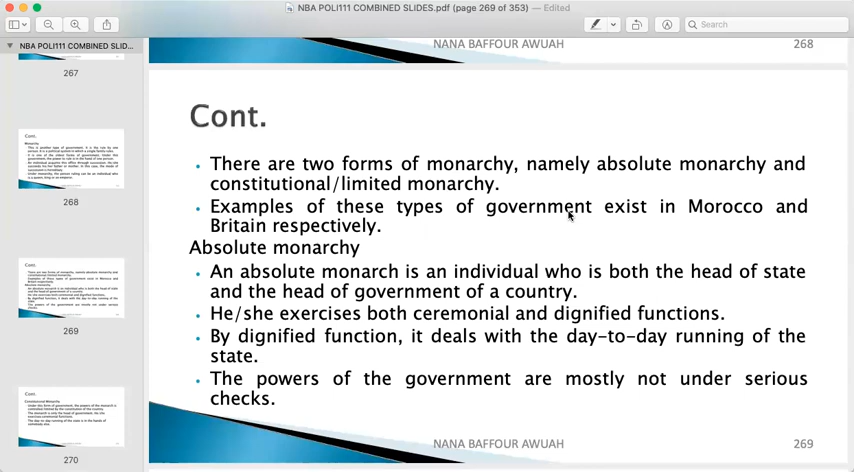 NBA POLI111 COMBINED SLIDES.pdf (page 269 of 353) — Edited
Search
NBA POLI111 COMBINED SLID...
267
268
269
270
NANA BAFFOUR AWUAH 268
Cont.
There are two forms of monarchy, namely absolute monarchy and
constitutional/limited monarchy.
Examples of these types of government exist in Morocco and
Britain respectively.
Absolute monarchy
An absolute monarch is an individual who is both the head of state
and the head of government of a country.
He/she exercises both ceremonial and dignified functions.
By dignified function, it deals with the day-to-day running of the
state.
The powers of the government are mostly not under serious
checks.
NANA BAFFOUR AWUAH 269